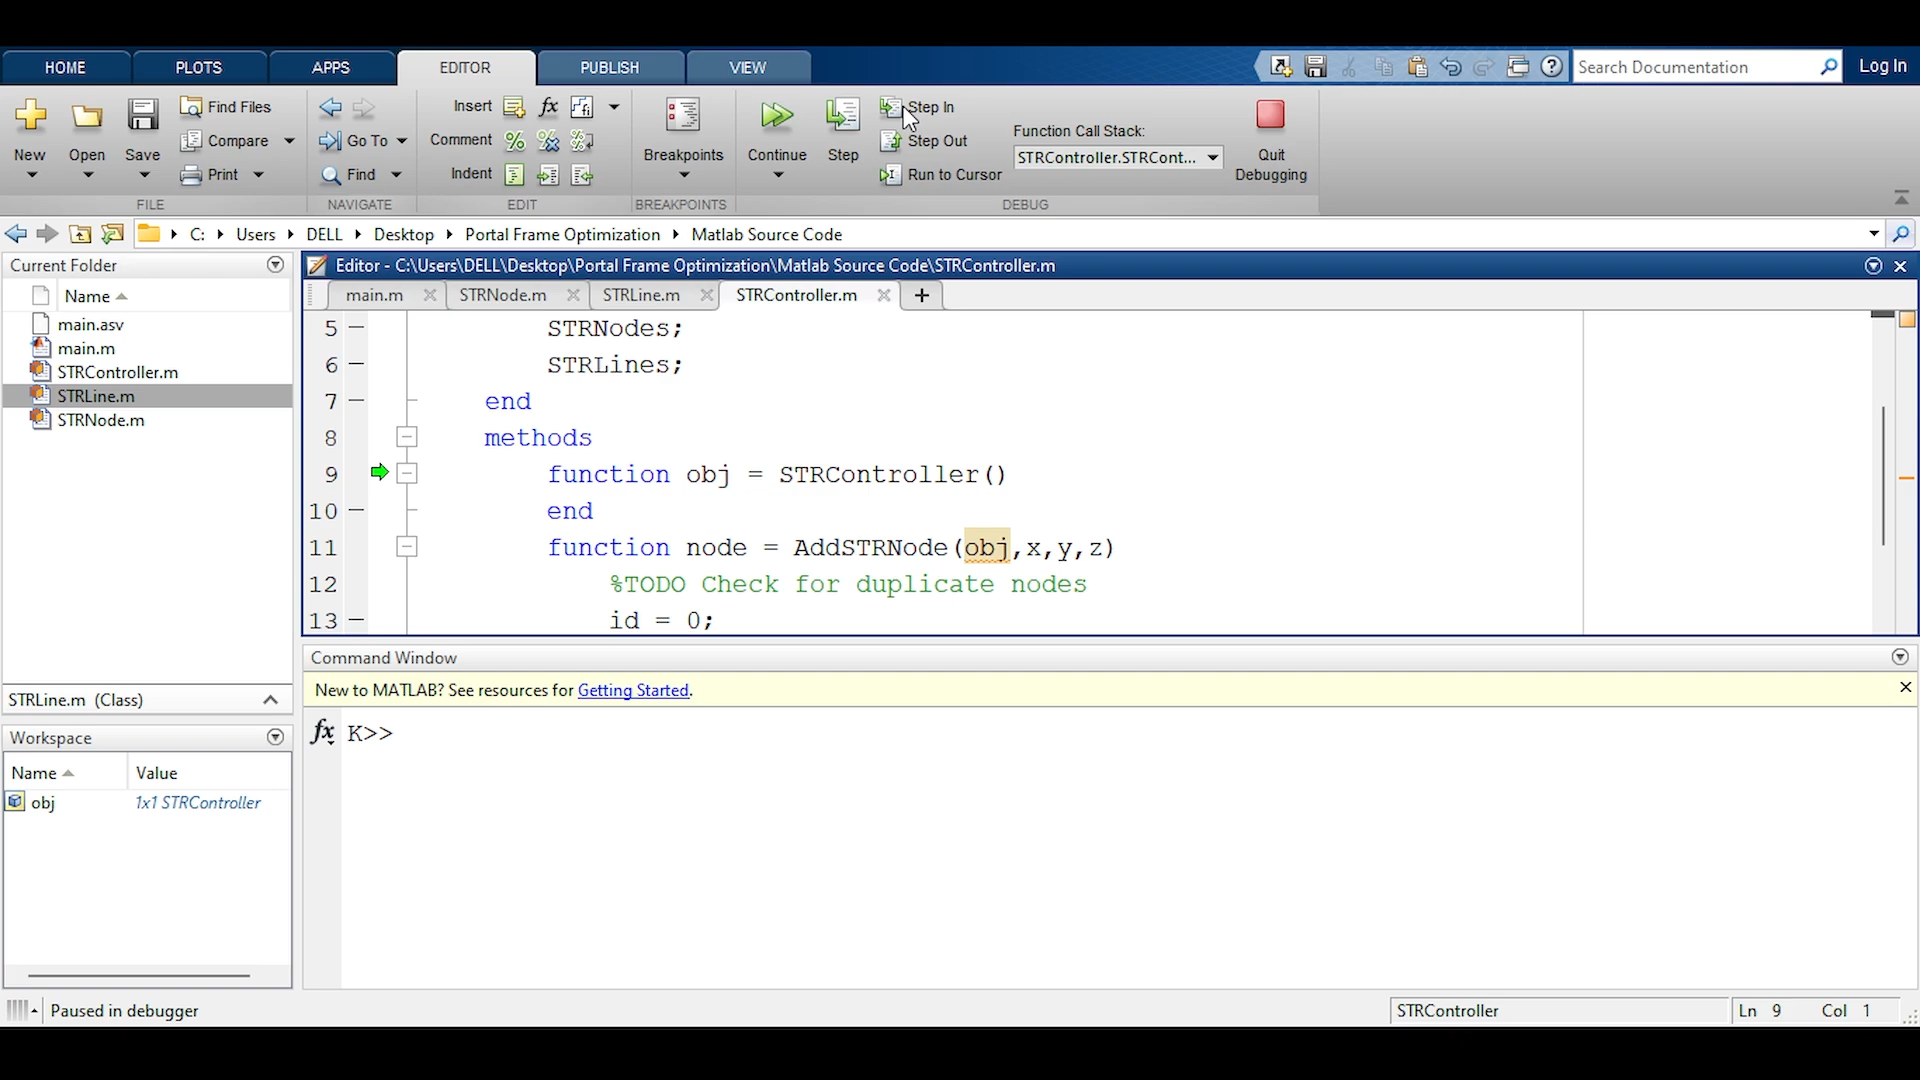 HOME PLOTS APPS EDITOR PUBLISH VIEW Search Documentation Log In
New Open Save Find Files Compare Print
FILE
Go To Find
NAVIGATE
Insert fx
Comment
Indent
EDIT
Breakpoints
BREAKPOINTS
Continue Step Step In
Step Out
Run to Cursor
Function Call Stack:
STRController.STRCont...
Quit Debugging
DEBUG
C: Users DELL Desktop Portal Frame Optimization Matlab Source Code
Current Folder
Name
main.asv
main.m
STRController.m
STRLine.m
STRNode.m
STRLine.m (Class)
Workspace
Name Value
obj 1x1 STRController
Editor - C:\Users\DELL\Desktop\Portal Frame Optimization\Matlab Source Code\STRController.m
main.m STRNode.m STRLine.m STRController.m +
5 STRNodes;
6 STRLines;
7 end
8 methods
9 function obj = STRController()
10 end
11 function node = AddSTRNode(obj,x,y,z)
12 %TODO Check for duplicate nodes
13 id = 0;
Command Window
New to MATLAB? See resources for Getting Started.
fx K>>
Paused in debugger STRController Ln 9 Col 1